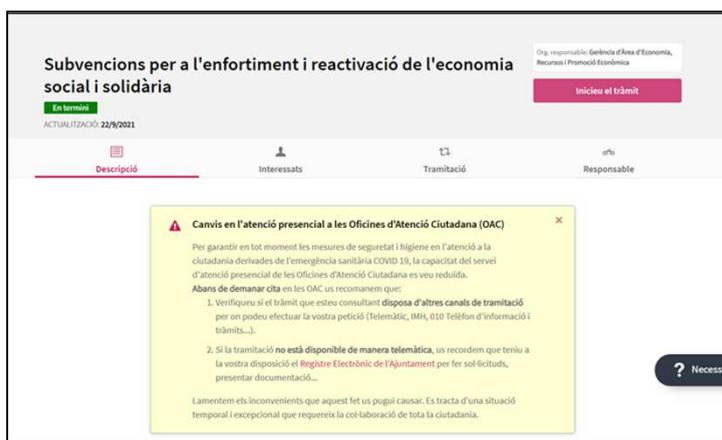 Subvencions per a l'enfortiment i reactivació de l'economia
social i solidària
En termini
ACTUALITZACIÓ: 22/9/2021
Org. responsable: Gerència d'Àrea d'Economia,
Recursos i Promoció Econòmica
Inicieu el tràmit
Descripció
Interessats
Tramitació
Responsable
Canvis en l'atenció presencial a les Oficines d'Atenció Ciutadana (OAC)
Per garantir en tot moment les mesures de seguretat i higiene en l'atenció a la
ciutadania derivades de l'emergència sanitària COVID 19, la capacitat del servei
d'atenció presencial de les Oficines d'Atenció Ciutadana es veu reduïda.
Abans de demanar cita en les OAC us recomanem que:
1. Verifiqueu si el tràmit que esteu consultant disposa d'altres canals de tramitació
per on podeu efectuar la vostra petició (Telemàtic, IMH, 010 Telèfon d'informació i
tràmits...).
2. Si la tramitació no està disponible de manera telemàtica, us recordem que teniu a
la vostra disposició el Registre Electrònic de l'Ajuntament per fer sol·licituds,
presentar documentació...
Lamentem els inconvenients que aquest fet us pugui causar. Es tracta d'una situació
temporal i excepcional que requereix la col·laboració de tota la ciutadania.
? Necess